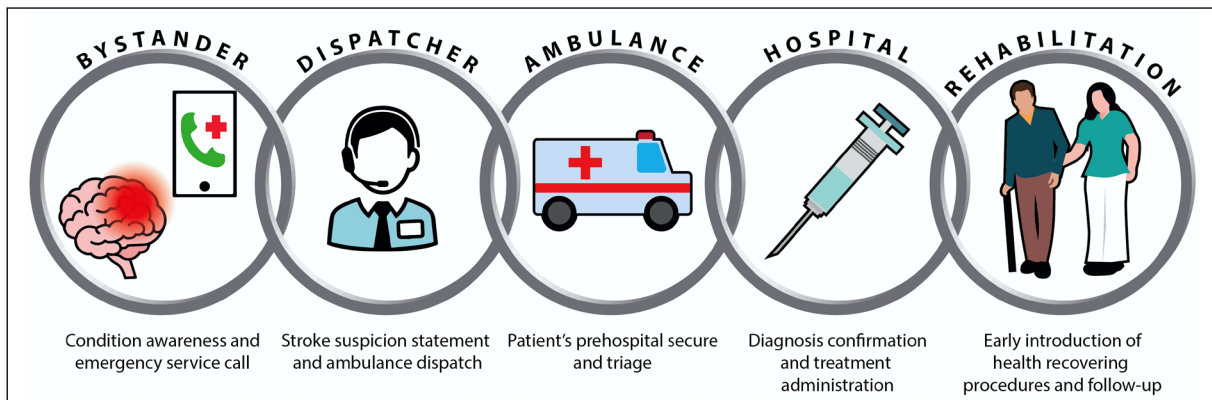 BYSTANDER
DISPATCHER
AMBULANCE
HOSPITAL
REHABILITATION
Condition awareness and
emergency service call
Stroke suspicion statement
and ambulance dispatch
Patient's prehospital secure
and triage
Diagnosis confirmation
and treatment
administration
Early introduction of
health recovering
procedures and follow-up